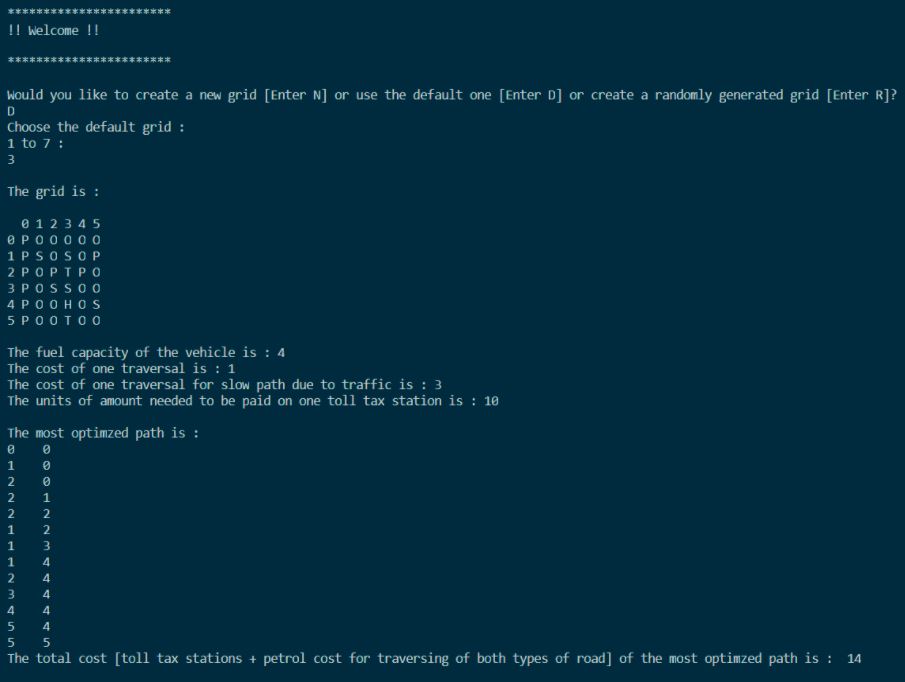 ***********************
!! Welcome !!
***********************
Would you like to create a new grid [Enter N] or use the default one [Enter D] or create a randomly generated grid [Enter R]?
D
Choose the default grid :
1 to 7 :
3
The grid is :
0 1 2 3 4 5
0 P O O O O O
1 P S O S O P
2 P O P T P O
3 P O S S O O
4 P O O H O S
5 P O O T O O
The fuel capacity of the vehicle is : 4
The cost of one traversal is : 1
The cost of one traversal for slow path due to traffic is : 3
The units of amount needed to be paid on one toll tax station is : 10
The most optimzed path is :
0 0
1 0
2 0
2 1
2 2
1 2
1 3
1 4
2 4
3 4
4 4
5 4
5 5
The total cost [toll tax stations + petrol cost for traversing of both types of road] of the most optimzed path is : 14